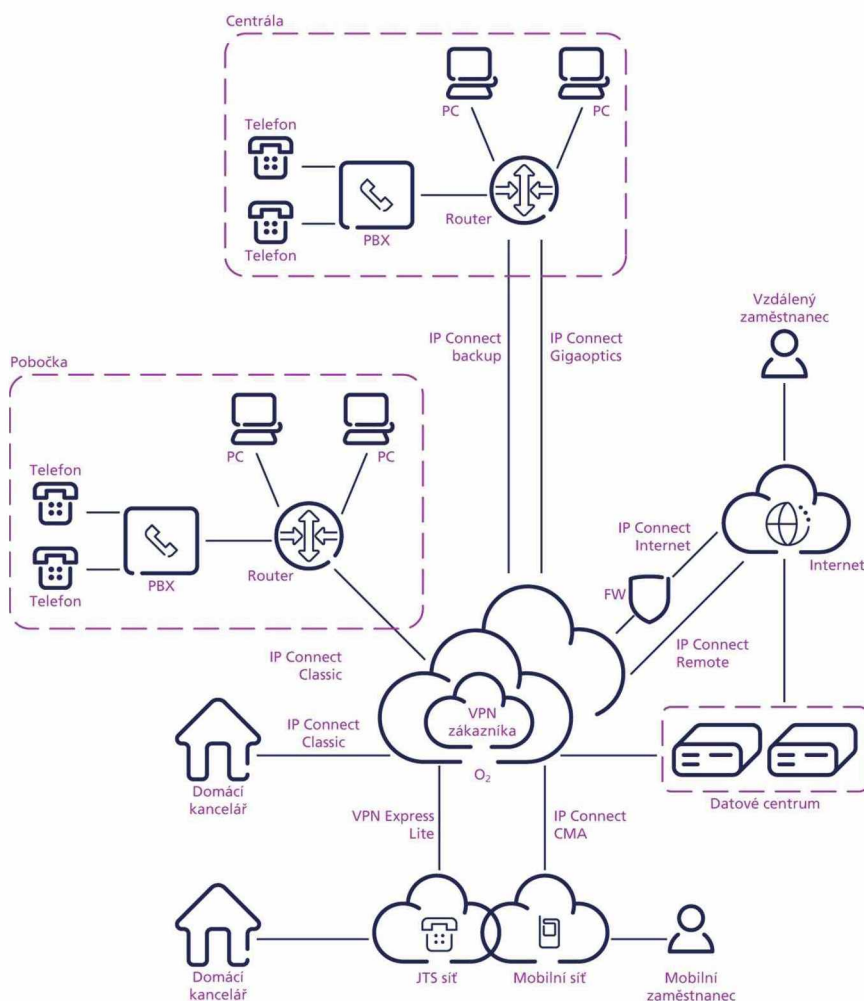 Centrála
PC
PC
Telefon
Telefon
PBX
Router
IP Connect
backup
IP Connect
Gigaoptics
Vzdálený
zaměstnanec
Pobočka
PC
PC
Telefon
Telefon
PBX
Router
IP Connect
Internet
Internet
FW
IP Connect
Classic
IP Connect
Remote
IP Connect
Classic
VPN
zákazníka
O₂
Domácí
kancelář
Datové centrum
VPN Express
Lite
IP Connect
CMA
Domácí
kancelář
JTS síť
Mobilní síť
Mobilní
zaměstnanec